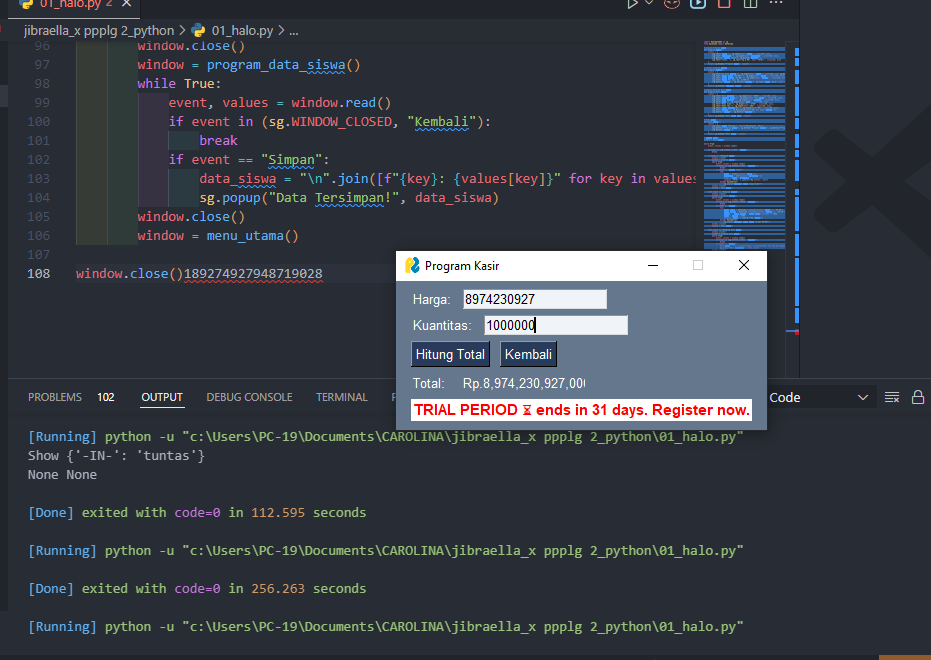 01_halo.py 2
jibraella_x ppplg 2_python > 01_halo.py > ...
96 window.close()
97 window = program_data_siswa()
98 while True:
99 event, values = window.read()
100 if event in (sg.WINDOW_CLOSED, "Kembali"):
101 break
102 if event == "Simpan":
103 data_siswa = "\n".join([f"{key}: {values[key]}" for key in values
104 sg.popup("Data Tersimpan!", data_siswa)
105 window.close()
106 window = menu_utama()
107
108 window.close()189274927948719028
Program Kasir
Harga: 8974230927
Kuantitas: 1000000
Hitung Total Kembali
Total: Rp.8,974,230,927,00
TRIAL PERIOD ⌛ ends in 31 days. Register now.
PROBLEMS 102 OUTPUT DEBUG CONSOLE TERMINAL Code
[Running] python -u "c:\Users\PC-19\Documents\CAROLINA\jibraella_x ppplg 2_python\01_halo.py"
Show {'-IN-': 'tuntas'}
None None
[Done] exited with code=0 in 112.595 seconds
[Running] python -u "c:\Users\PC-19\Documents\CAROLINA\jibraella_x ppplg 2_python\01_halo.py"
[Done] exited with code=0 in 256.263 seconds
[Running] python -u "c:\Users\PC-19\Documents\CAROLINA\jibraella_x ppplg 2_python\01_halo.py"